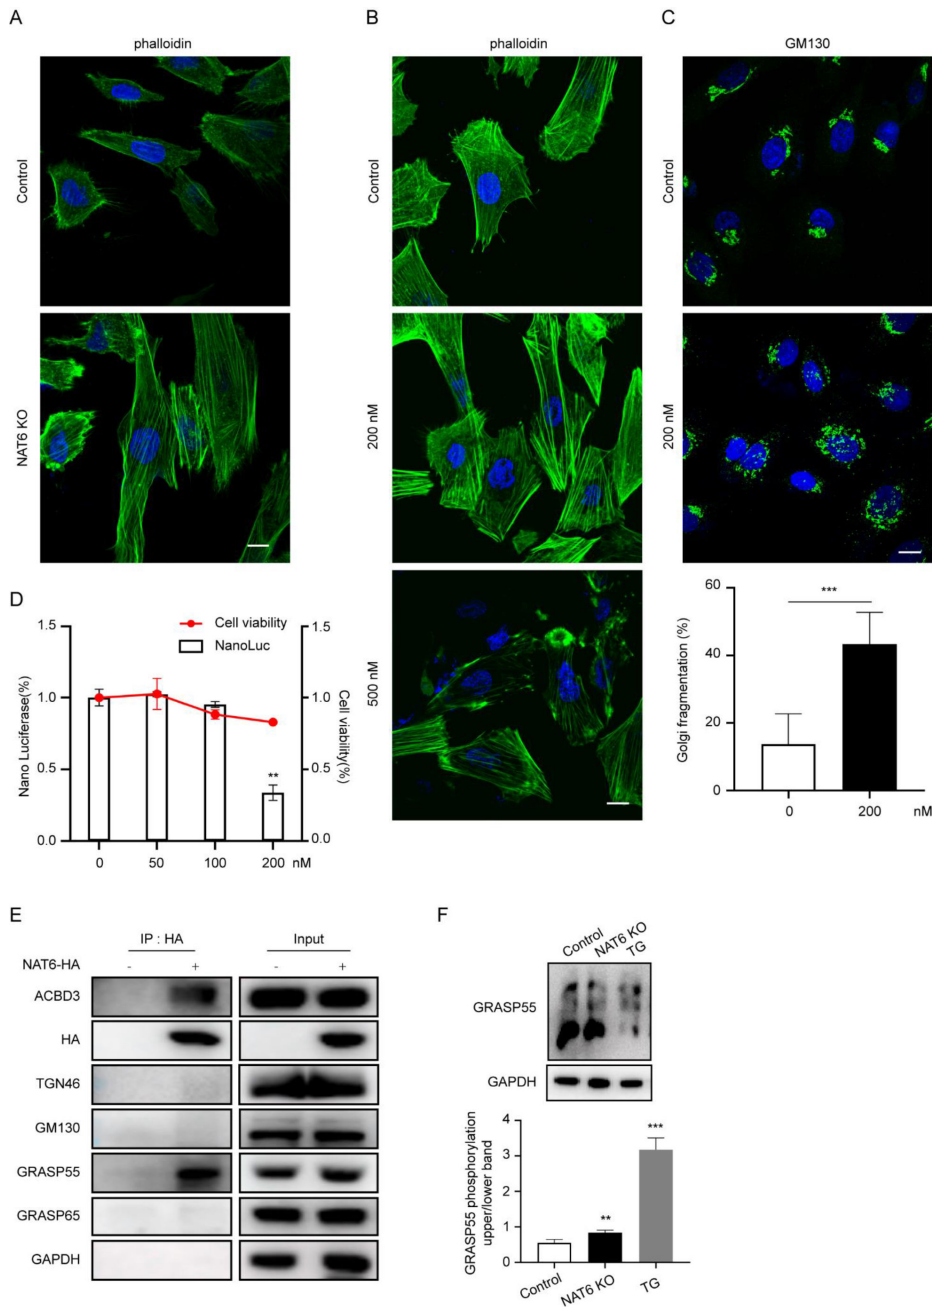 A
phalloidin
Control
NAT6 KO
B
phalloidin
Control
200 nM
500 nM
C
GM130
Control
200 nM
60
40
20
0
Golgi fragmentation (%)
***
0
200
nM
D
1.5
1.0
0.5
0.0
Nano Luciferase(%)
Cell viability
NanoLuc
1.5
1.0
0.5
0.0
Cell viability(%)
**
0
50
100
200
nM
E
IP : HA
Input
NAT6-HA
-
+
-
+
ACBD3
HA
TGN46
GM130
GRASP55
GRASP65
GAPDH
F
Control
NAT6 KO
TG
GRASP55
GAPDH
4
3
2
1
0
GRASP55 phosphorylation
upper/lower band
**
***
Control
NAT6 KO
TG